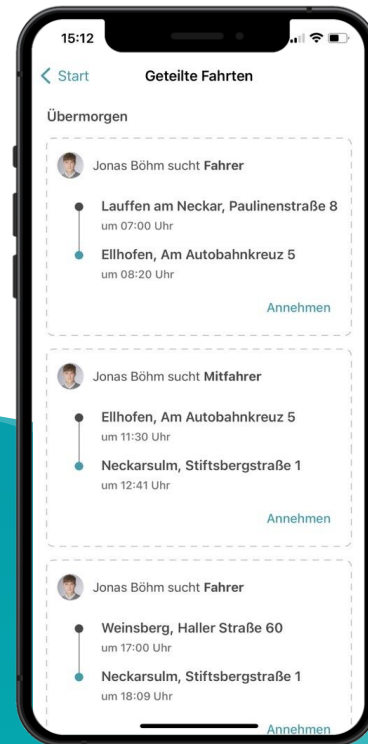 15:12
Start
Geteilte Fahrten
Übermorgen
Jonas Böhm sucht Fahrer
Lauffen am Neckar, Paulinenstraße 8
um 07:00 Uhr
Ellhofen, Am Autobahnkreuz 5
um 08:20 Uhr
Annehmen
Jonas Böhm sucht Mitfahrer
Ellhofen, Am Autobahnkreuz 5
um 11:30 Uhr
Neckarsulm, Stiftsbergstraße 1
um 12:41 Uhr
Annehmen
Jonas Böhm sucht Fahrer
Weinsberg, Haller Straße 60
um 17:00 Uhr
Neckarsulm, Stiftsbergstraße 1
um 18:09 Uhr
Annehmen